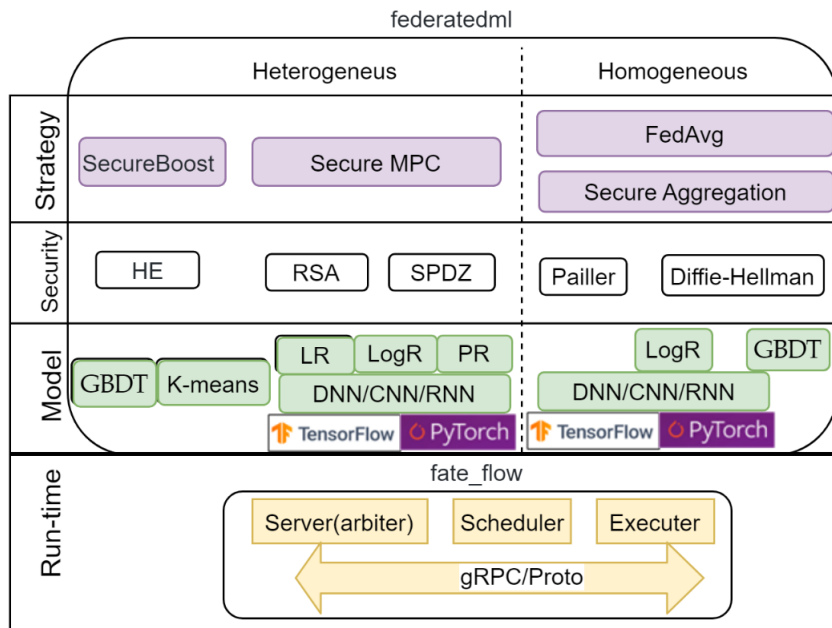 federatedml
Heterogeneus
Homogeneous
Strategy
SecureBoost
Secure MPC
FedAvg
Secure Aggregation
Security
HE
RSA
SPDZ
Pailler
Diffie-Hellman
Model
GBDT
K-means
LR
LogR
PR
DNN/CNN/RNN
TensorFlow
PyTorch
LogR
GBDT
DNN/CNN/RNN
TensorFlow
PyTorch
Run-time
fate_flow
Server(arbiter)
Scheduler
Executer
gRPC/Proto